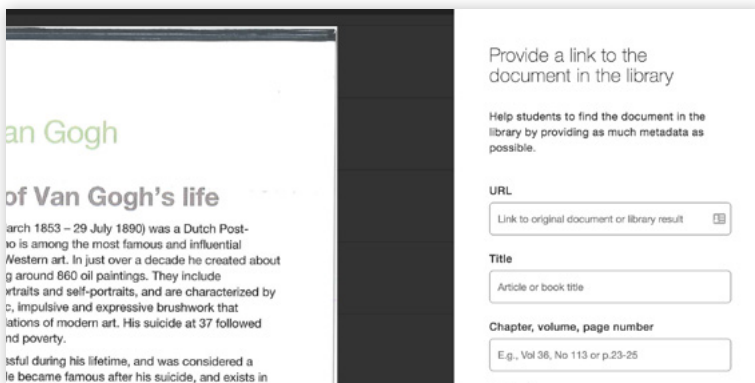 an Gogh
of Van Gogh's life
arch 1853 – 29 July 1890) was a Dutch Post-
no is among the most famous and influential
Western art. In just over a decade he created about
g around 860 oil paintings. They include
ortraits and self-portraits, and are characterized by
c, impulsive and expressive brushwork that
lations of modern art. His suicide at 37 followed
nd poverty.
ssful during his lifetime, and was considered a
le became famous after his suicide, and exists in
Provide a link to the
document in the library
Help students to find the document in the
library by providing as much metadata as
possible.
URL
Link to original document or library result
Title
Article or book title
Chapter, volume, page number
E.g., Vol 36, No 113 or p.23-25